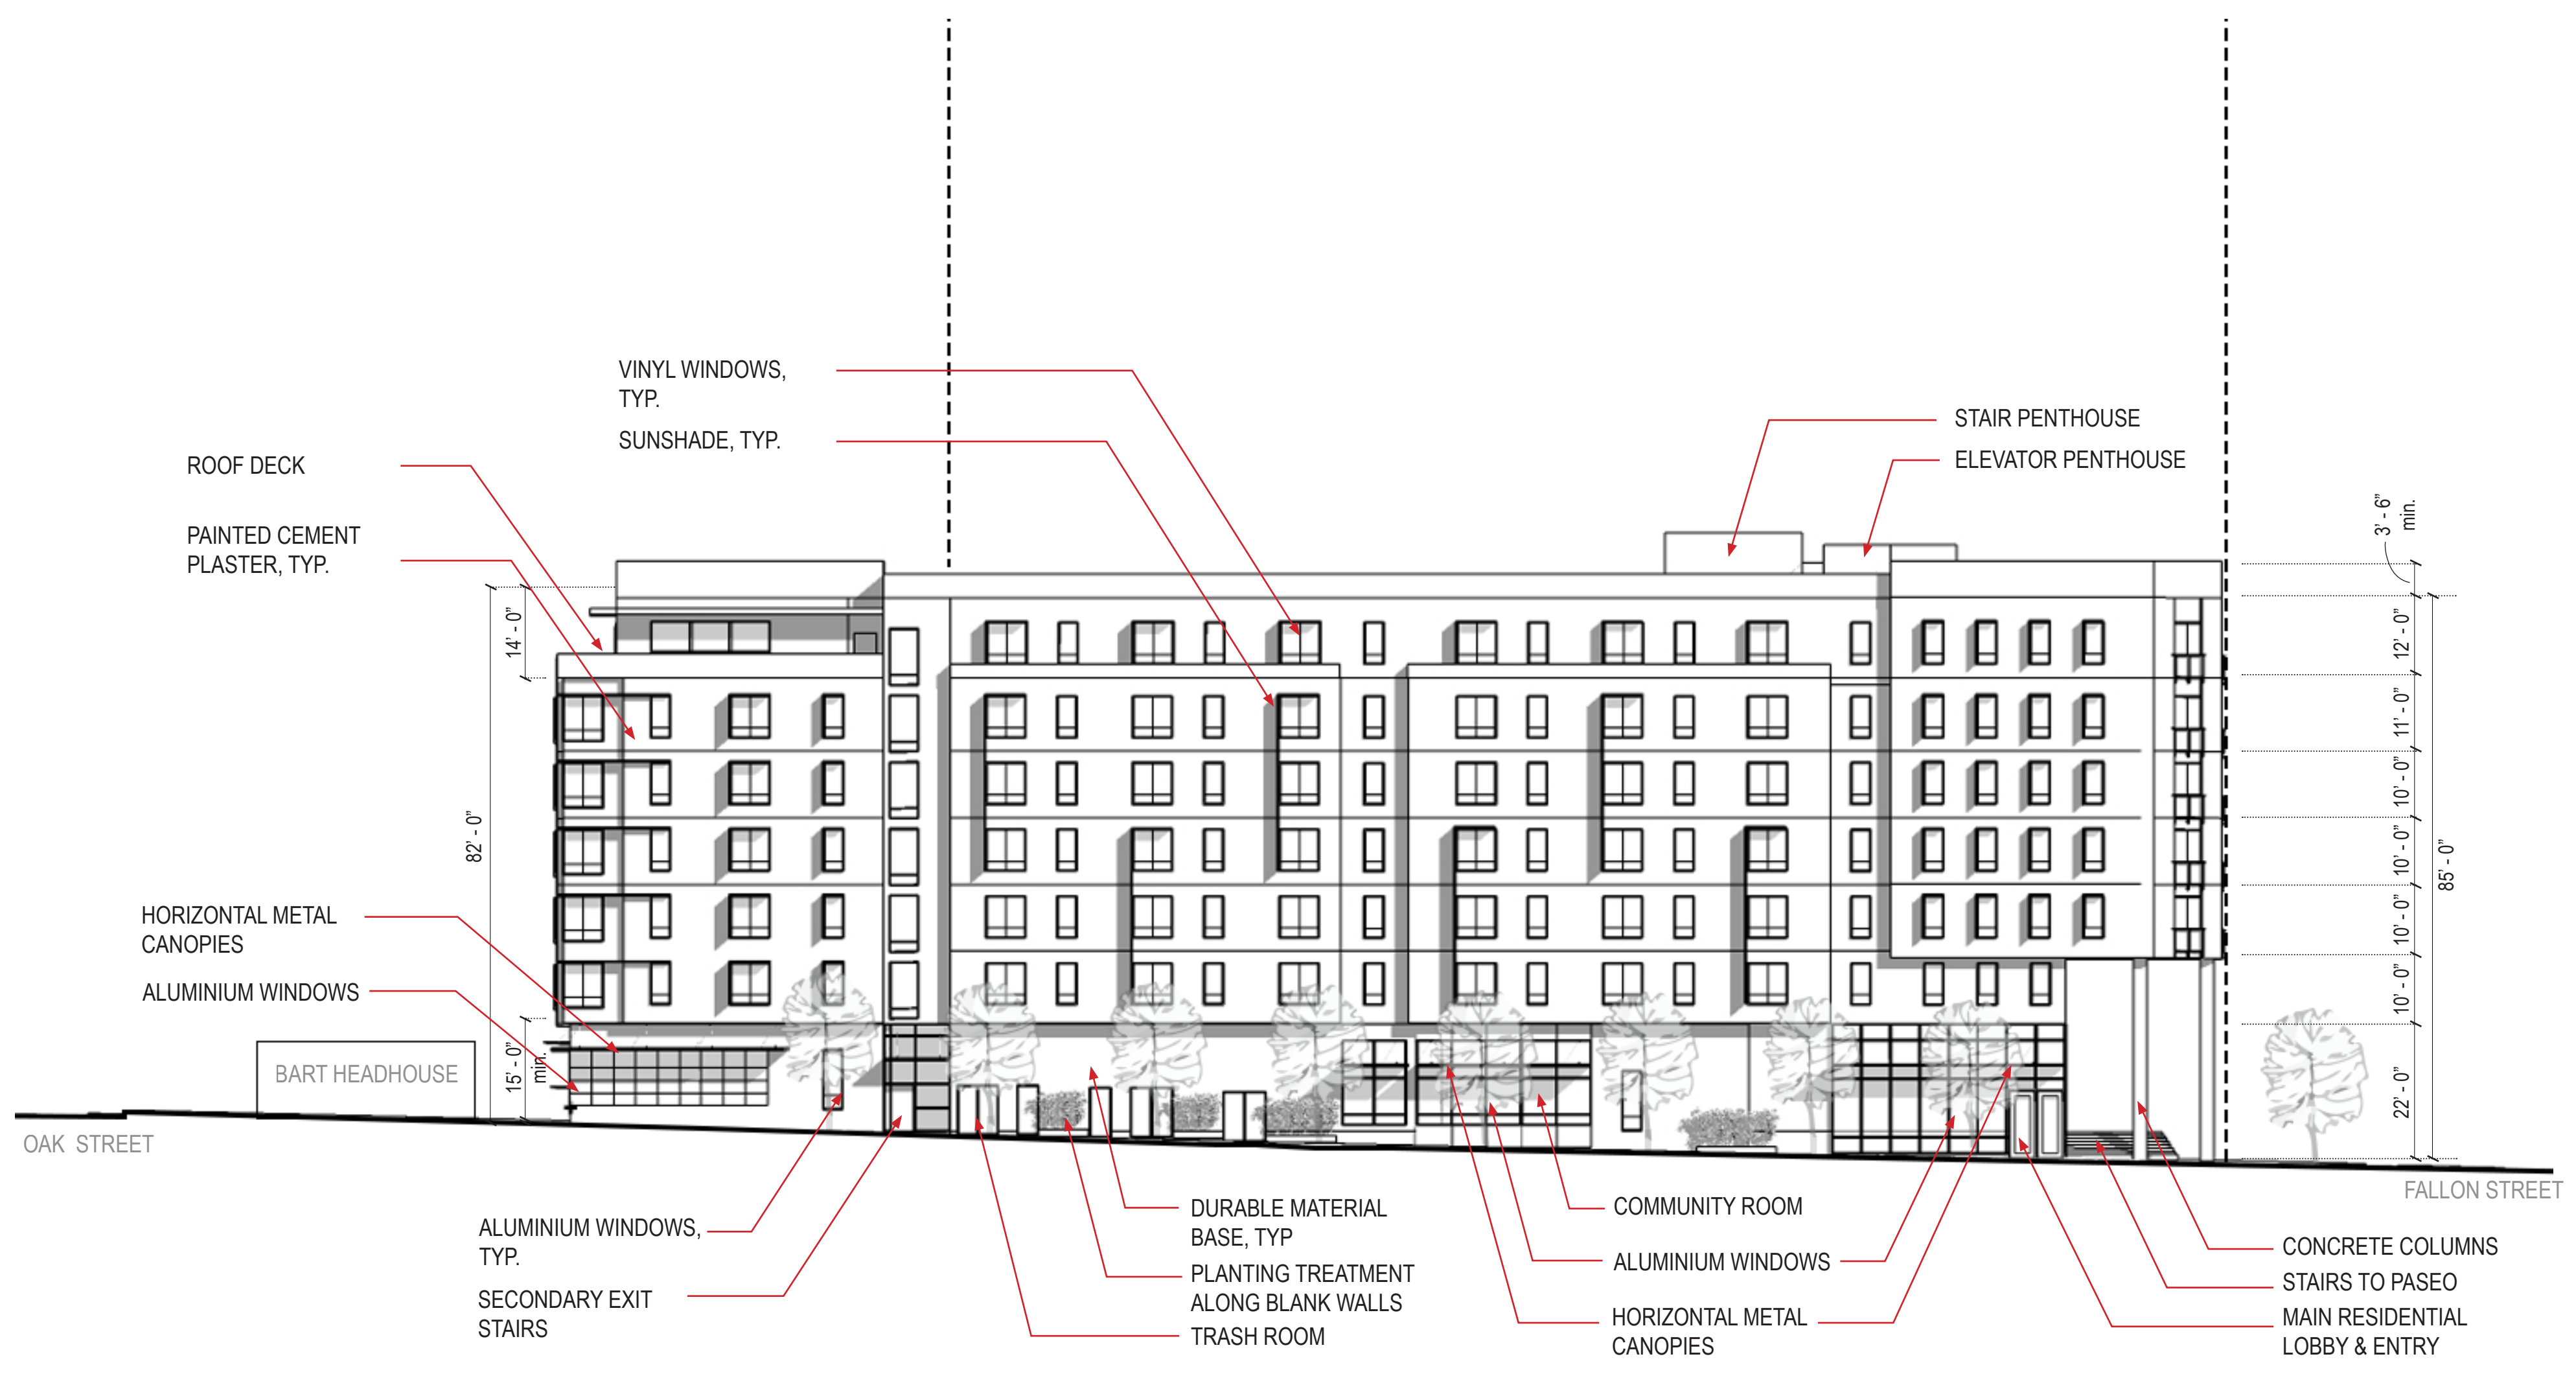 VINYL WINDOWS,
TYP.
SUNSHADE, TYP.
STAIR PENTHOUSE
ELEVATOR PENTHOUSE
ROOF DECK
PAINTED CEMENT
PLASTER, TYP.
3' - 6"
min.
14' - 0"
12' - 0"
11' - 0"
10' - 0"
82' - 0"
10' - 0"
85' - 0"
10' - 0"
10' - 0"
HORIZONTAL METAL
CANOPIES
ALUMINIUM WINDOWS
15' - 0"
min.
22' - 0"
BART HEADHOUSE
OAK STREET
FALLON STREET
ALUMINIUM WINDOWS,
TYP.
SECONDARY EXIT
STAIRS
DURABLE MATERIAL
BASE, TYP
PLANTING TREATMENT
ALONG BLANK WALLS
TRASH ROOM
COMMUNITY ROOM
ALUMINIUM WINDOWS
HORIZONTAL METAL
CANOPIES
CONCRETE COLUMNS
STAIRS TO PASEO
MAIN RESIDENTIAL
LOBBY & ENTRY